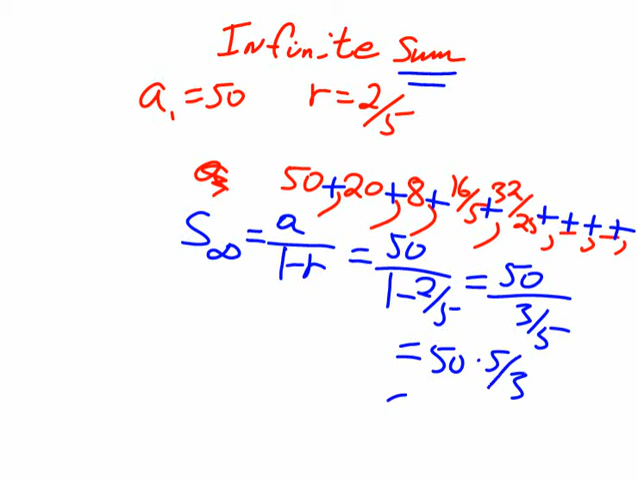 Infinite Sum
a₁ = 50 r = 2/5
50, + 20, + 8, + 16/5, + 32/25, + + + +
S∞ = a/(1-r) = 50/(1-2/5) = 50/(3/5)
= 50 · 5/3